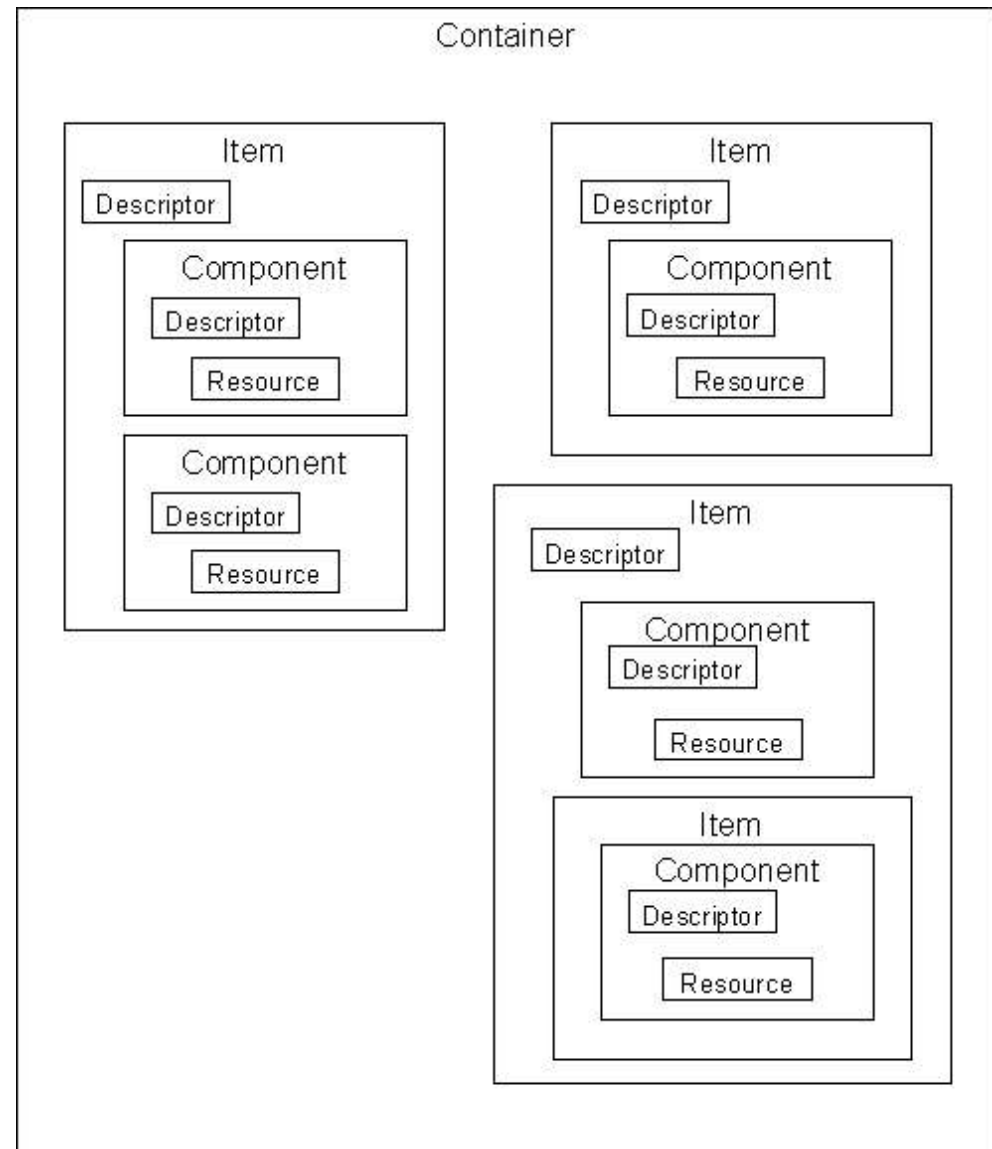 Container
Item
Descriptor
Component
Descriptor
Resource
Component
Descriptor
Resource
Item
Descriptor
Component
Descriptor
Resource
Item
Descriptor
Component
Descriptor
Resource
Item
Component
Descriptor
Resource